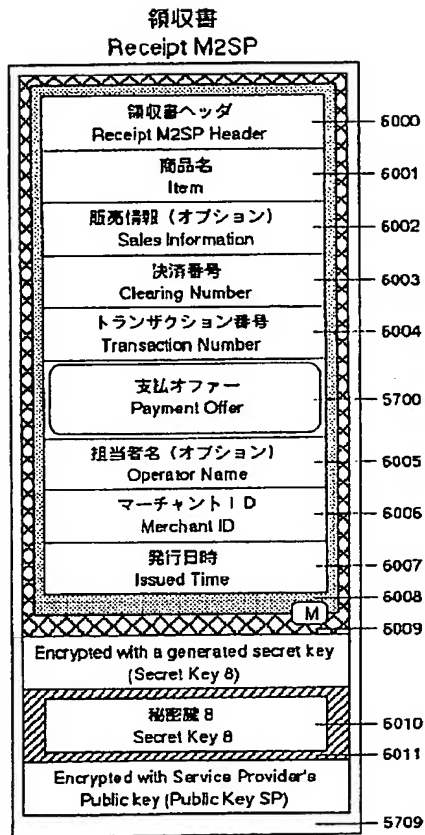 領収書
Receipt M2SP
領収書ヘッダ
Receipt M2SP Header
6000
商品名
Item
6001
販売情報（オプション）
Sales Information
6002
決済番号
Clearing Number
6003
トランザクション番号
Transaction Number
6004
支払オファー
Payment Offer
5700
担当者名（オプション）
Operator Name
6005
マーチャントＩＤ
Merchant ID
6006
発行日時
Issued Time
6007
6008
M
6009
Encrypted with a generated secret key
(Secret Key 8)
秘密鍵 8
Secret Key 8
6010
6011
Encrypted with Service Provider's
Public key (Public Key SP)
5709